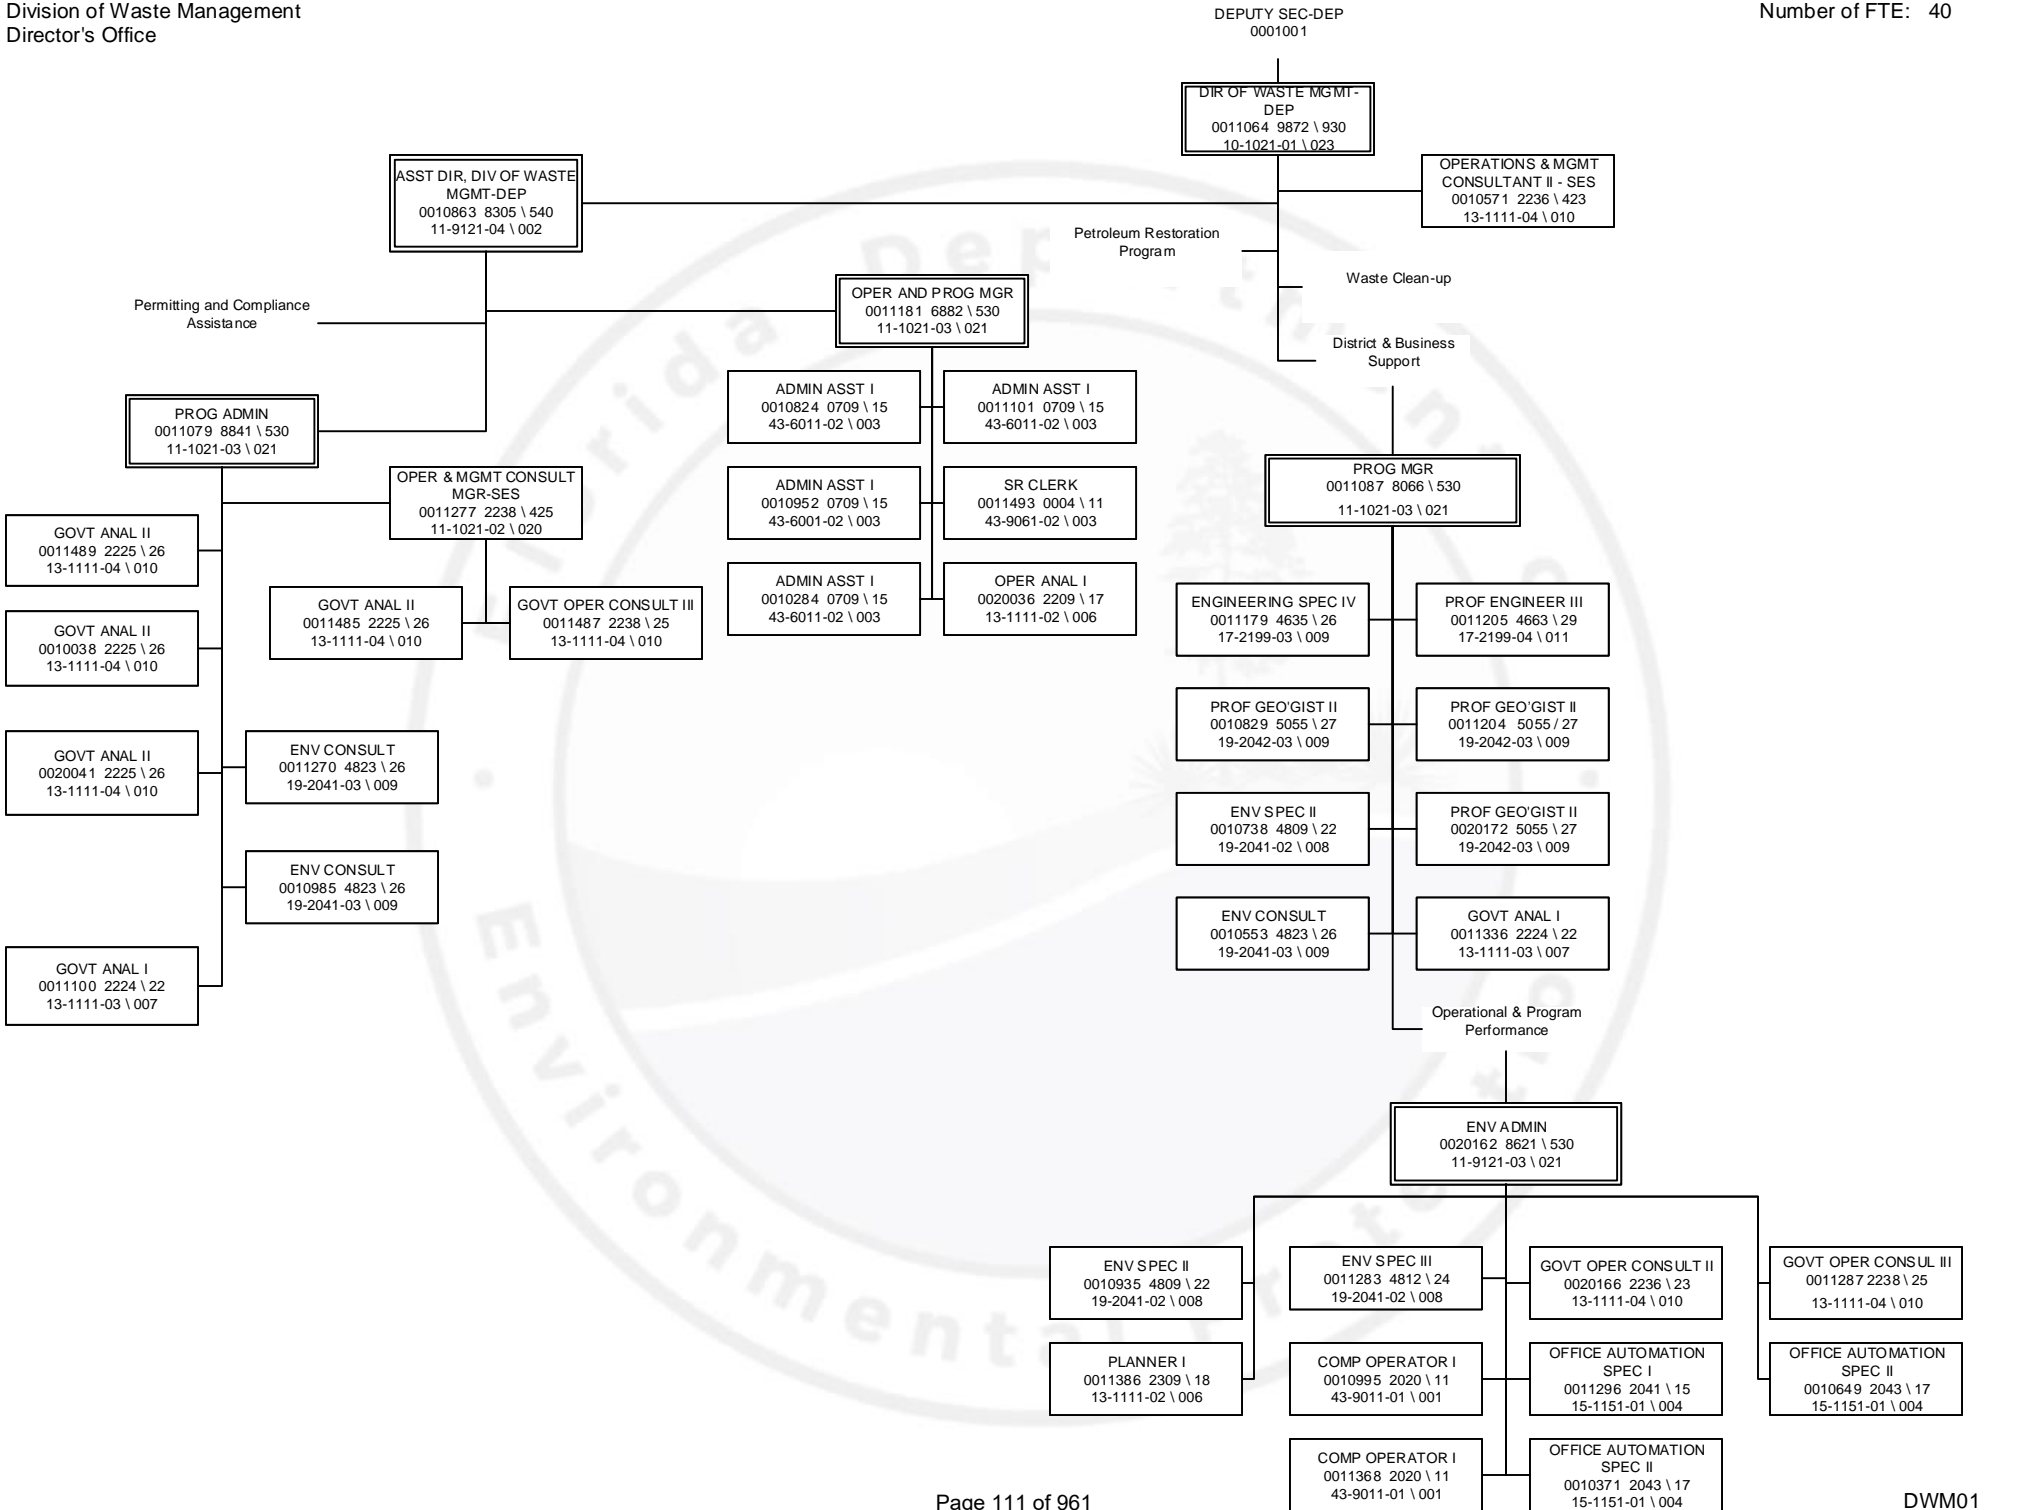 Division of Waste Management
Director's Office
Number of FTE: 40
DEPUTY SEC-DEP
0001001
DIR OF WASTE MGMT-
DEP
0011064 9872 \ 930
10-1021-01 \ 023
ASST DIR, DIV OF WASTE
MGMT-DEP
0010863 8305 \ 540
11-9121-04 \ 002
OPERATIONS & MGMT
CONSULTANT II - SES
0010571 2236 \ 423
13-1111-04 \ 010
Petroleum Restoration
Program
Waste Clean-up
District & Business
Support
Permitting and Compliance
Assistance
OPER AND PROG MGR
0011181 6882 \ 530
11-1021-03 \ 021
ADMIN ASST I
0010824 0709 \ 15
43-6011-02 \ 003
ADMIN ASST I
0011101 0709 \ 15
43-6011-02 \ 003
ADMIN ASST I
0010952 0709 \ 15
43-6001-02 \ 003
SR CLERK
0011493 0004 \ 11
43-9061-02 \ 003
ADMIN ASST I
0010284 0709 \ 15
43-6011-02 \ 003
OPER ANAL I
0020036 2209 \ 17
13-1111-02 \ 006
PROG ADMIN
0011079 8841 \ 530
11-1021-03 \ 021
OPER & MGMT CONSULT
MGR-SES
0011277 2238 \ 425
11-1021-02 \ 020
GOVT ANAL II
0011485 2225 \ 26
13-1111-04 \ 010
GOVT OPER CONSULT III
0011487 2238 \ 25
13-1111-04 \ 010
GOVT ANAL II
0011489 2225 \ 26
13-1111-04 \ 010
GOVT ANAL II
0010038 2225 \ 26
13-1111-04 \ 010
GOVT ANAL II
0020041 2225 \ 26
13-1111-04 \ 010
ENV CONSULT
0011270 4823 \ 26
19-2041-03 \ 009
ENV CONSULT
0010985 4823 \ 26
19-2041-03 \ 009
GOVT ANAL I
0011100 2224 \ 22
13-1111-03 \ 007
PROG MGR
0011087 8066 \ 530
11-1021-03 \ 021
ENGINEERING SPEC IV
0011179 4635 \ 26
17-2199-03 \ 009
PROF ENGINEER III
0011205 4663 \ 29
17-2199-04 \ 011
PROF GEO'GIST II
0010829 5055 \ 27
19-2042-03 \ 009
PROF GEO'GIST II
0011204 5055 / 27
19-2042-03 \ 009
ENV SPEC II
0010738 4809 \ 22
19-2041-02 \ 008
PROF GEO'GIST II
0020172 5055 \ 27
19-2042-03 \ 009
ENV CONSULT
0010553 4823 \ 26
19-2041-03 \ 009
GOVT ANAL I
0011336 2224 \ 22
13-1111-03 \ 007
Operational & Program
Performance
ENV ADMIN
0020162 8621 \ 530
11-9121-03 \ 021
ENV SPEC II
0010935 4809 \ 22
19-2041-02 \ 008
ENV SPEC III
0011283 4812 \ 24
19-2041-02 \ 008
GOVT OPER CONSULT II
0020166 2236 \ 23
13-1111-04 \ 010
GOVT OPER CONSUL III
0011287 2238 \ 25
13-1111-04 \ 010
PLANNER I
0011386 2309 \ 18
13-1111-02 \ 006
COMP OPERATOR I
0010995 2020 \ 11
43-9011-01 \ 001
OFFICE AUTOMATION
SPEC I
0011296 2041 \ 15
15-1151-01 \ 004
OFFICE AUTOMATION
SPEC II
0010649 2043 \ 17
15-1151-01 \ 004
COMP OPERATOR I
0011368 2020 \ 11
43-9011-01 \ 001
OFFICE AUTOMATION
SPEC II
0010371 2043 \ 17
15-1151-01 \ 004
Page 111 of 961
DWM01